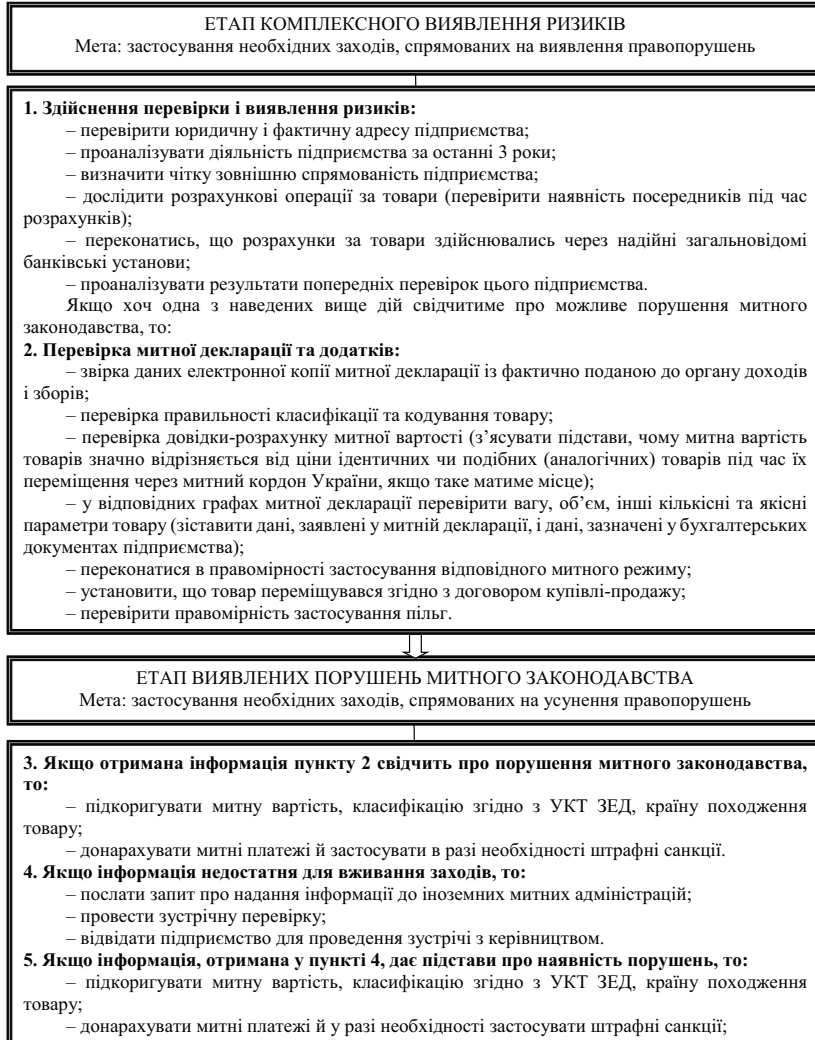 ЕТАП КОМПЛЕКСНОГО ВИЯВЛЕННЯ РИЗИКІВ
Мета: застосування необхідних заходів, спрямованих на виявлення правопорушень
1. Здійснення перевірки і виявлення ризиків:
– перевірити юридичну і фактичну адресу підприємства;
– проаналізувати діяльність підприємства за останні 3 роки;
– визначити чітку зовнішню спрямованість підприємства;
– дослідити розрахункові операції за товари (перевірити наявність посередників під час
розрахунків);
– переконатись, що розрахунки за товари здійснювались через надійні загальновідомі
банківські установи;
– проаналізувати результати попередніх перевірок цього підприємства.
Якщо хоч одна з наведених вище дій свідчитиме про можливе порушення митного
законодавства, то:
2. Перевірка митної декларації та додатків:
– звірка даних електронної копії митної декларації із фактично поданою до органу доходів
і зборів;
– перевірка правильності класифікації та кодування товару;
– перевірка довідки-розрахунку митної вартості (з’ясувати підстави, чому митна вартість
товарів значно відрізняється від ціни ідентичних чи подібних (аналогічних) товарів під час їх
переміщення через митний кордон України, якщо таке матиме місце);
– у відповідних графах митної декларації перевірити вагу, об’єм, інші кількісні та якісні
параметри товару (зіставити дані, заявлені у митній декларації, і дані, зазначені у бухгалтерських
документах підприємства);
– переконатися в правомірності застосування відповідного митного режиму;
– установити, що товар переміщувався згідно з договором купівлі-продажу;
– перевірити правомірність застосування пільг.
ЕТАП ВИЯВЛЕНИХ ПОРУШЕНЬ МИТНОГО ЗАКОНОДАВСТВА
Мета: застосування необхідних заходів, спрямованих на усунення правопорушень
3. Якщо отримана інформація пункту 2 свідчить про порушення митного законодавства,
то:
– підкоригувати митну вартість, класифікацію згідно з УКТ ЗЕД, країну походження
товару;
– донарахувати митні платежі й застосувати в разі необхідності штрафні санкції.
4. Якщо інформація недостатня для вживання заходів, то:
– послати запит про надання інформації до іноземних митних адміністрацій;
– провести зустрічну перевірку;
– відвідати підприємство для проведення зустрічі з керівництвом.
5. Якщо інформація, отримана у пункті 4, дає підстави про наявність порушень, то:
– підкоригувати митну вартість, класифікацію згідно з УКТ ЗЕД, країну походження
товару;
– донарахувати митні платежі й у разі необхідності застосувати штрафні санкції;